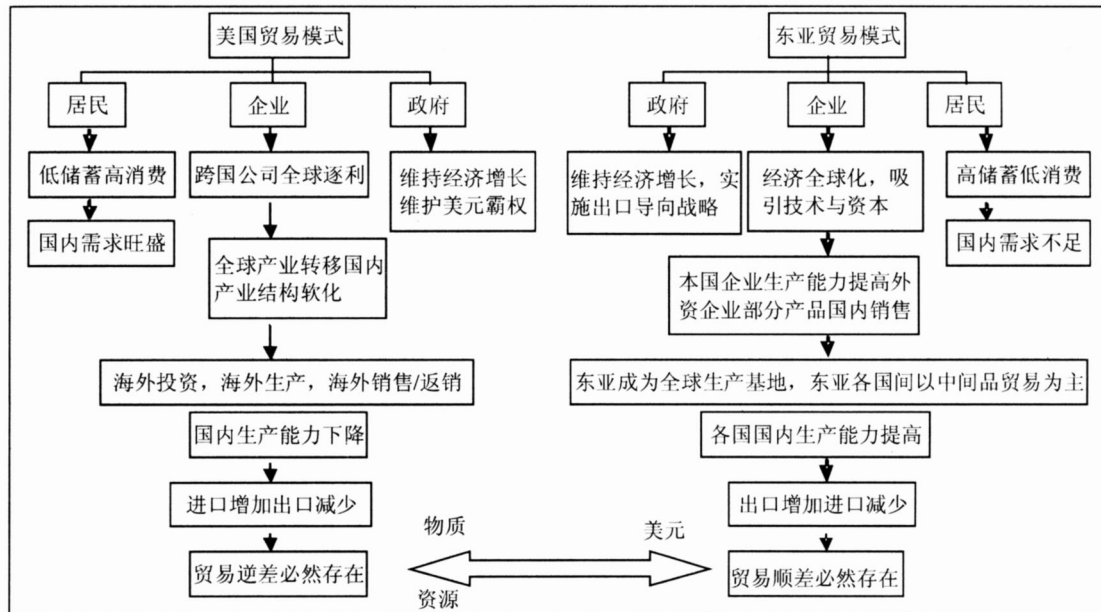 美国贸易模式
东亚贸易模式
居民
企业
政府
政府
企业
居民
低储蓄高消费
跨国公司全球逐利
维持经济增长
维护美元霸权
维持经济增长，实
施出口导向战略
经济全球化，吸
引技术与资本
高储蓄低消费
国内需求旺盛
国内需求不足
全球产业转移国内
产业结构软化
本国企业生产能力提高外
资企业部分产品国内销售
海外投资，海外生产，海外销售/返销
东亚成为全球生产基地，东亚各国间以中间品贸易为主
国内生产能力下降
各国国内生产能力提高
进口增加出口减少
出口增加进口减少
物质
美元
贸易逆差必然存在
贸易顺差必然存在
资源